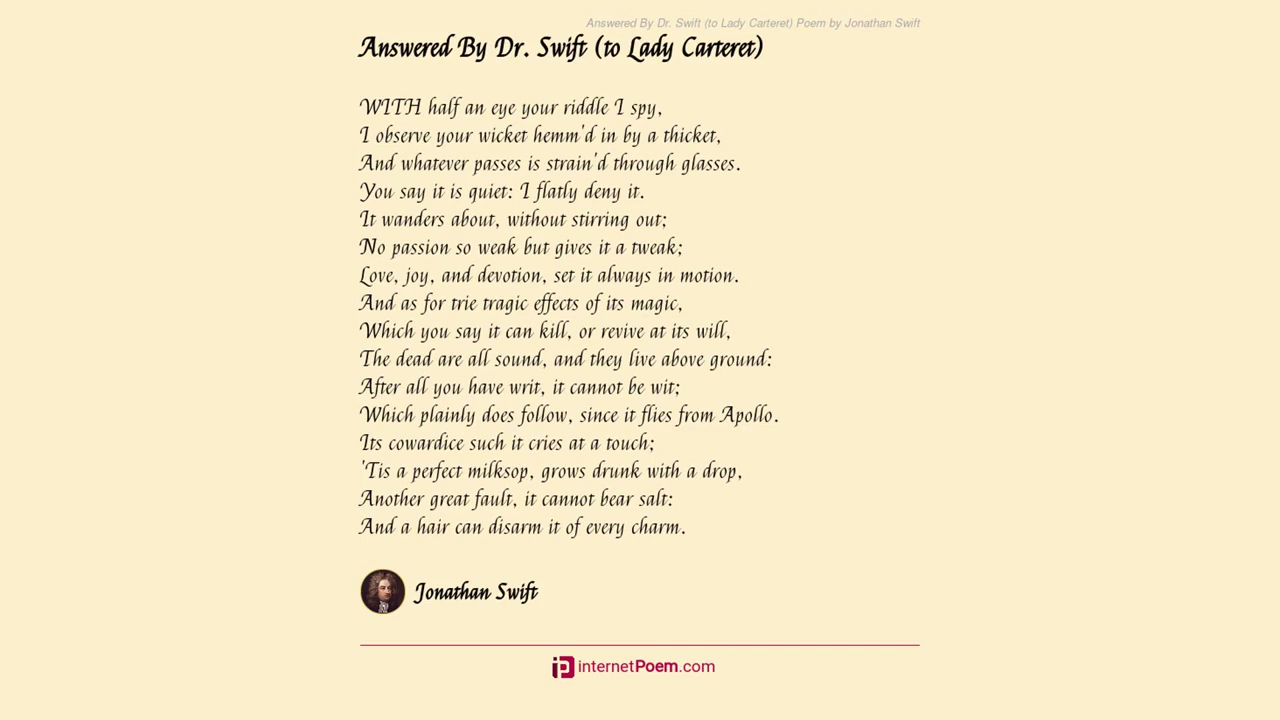 Answered By Dr. Swift (to Lady Carteret) Poem by Jonathan Swift
Answered By Dr. Swift (to Lady Carteret)
WITH half an eye your riddle I spy,
I observe your wicket hemm'd in by a thicket,
And whatever passes is strain'd through glasses.
You say it is quiet: I flatly deny it.
It wanders about, without stirring out;
No passion so weak but gives it a tweak;
Love, joy, and devotion, set it always in motion.
And as for trie tragic effects of its magic,
Which you say it can kill, or revive at its will,
The dead are all sound, and they live above ground:
After all you have writ, it cannot be wit;
Which plainly does follow, since it flies from Apollo.
Its cowardice such it cries at a touch;
'Tis a perfect milksop, grows drunk with a drop,
Another great fault, it cannot bear salt:
And a hair can disarm it of every charm.
Jonathan Swift
internetPoem.com